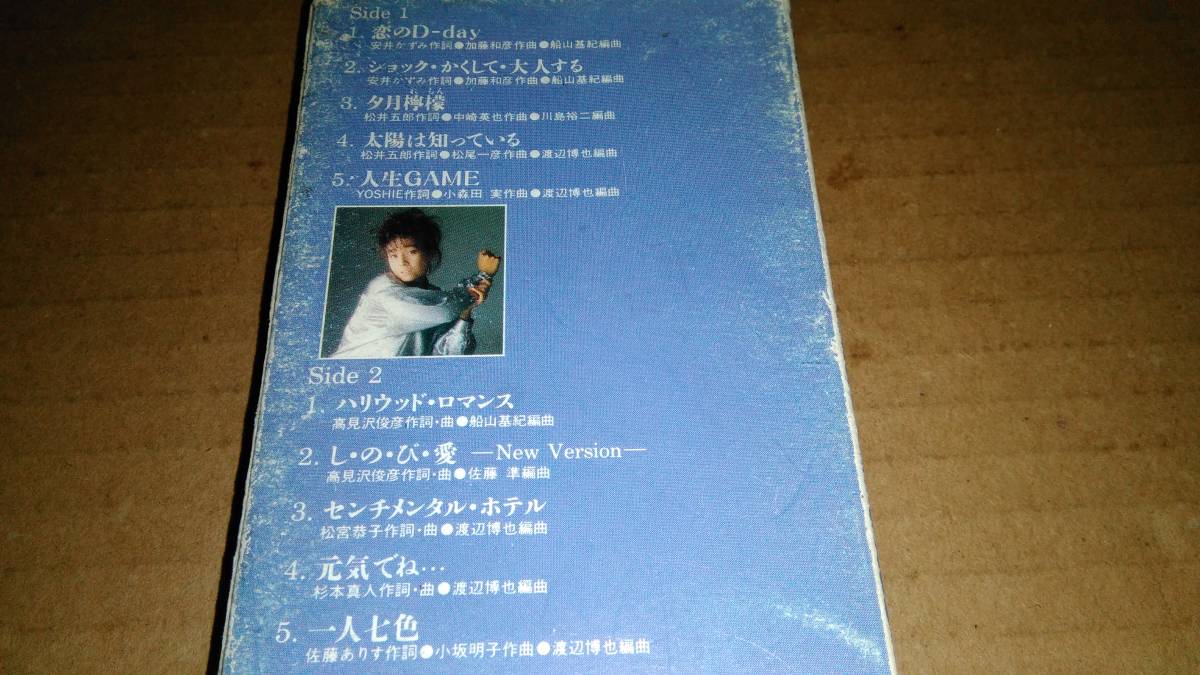 Side 1
1. 恋のD-day
安井かずみ作詞●加藤和彦作曲●船山基紀編曲
2. ショック・かくして・大人する
安井かずみ作詞●加藤和彦作曲●船山基紀編曲
れもん
3. 夕月檸檬
松井五郎作詞●中崎英也作曲●川島裕二編曲
4. 太陽は知っている
松井五郎作詞●松尾一彦作曲●渡辺博也編曲
5. 人生GAME
YOSHIE作詞●小森田 実作曲●渡辺博也編曲
Side 2
1. ハリウッド・ロマンス
高見沢俊彦作詞・曲●船山基紀編曲
2. し・の・び・愛 —New Version—
高見沢俊彦作詞・曲●佐藤 準編曲
3. センチメンタル・ホテル
松宮恭子作詞・曲●渡辺博也編曲
4. 元気でね…
杉本真人作詞・曲●渡辺博也編曲
5. 一人七色
佐藤ありす作詞●小坂明子作曲●渡辺博也編曲